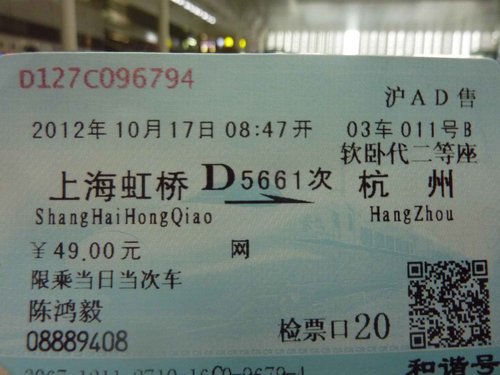 D127C096794
沪AD售
2012年10月17日08:47开 03车011号B
软卧代二等座
上海虹桥 D5661次 杭州
ShangHaiHongQiao HangZhou
￥49.00元 网
限乘当日当次车
陈鸿毅
08889408 检票口20
和谐号